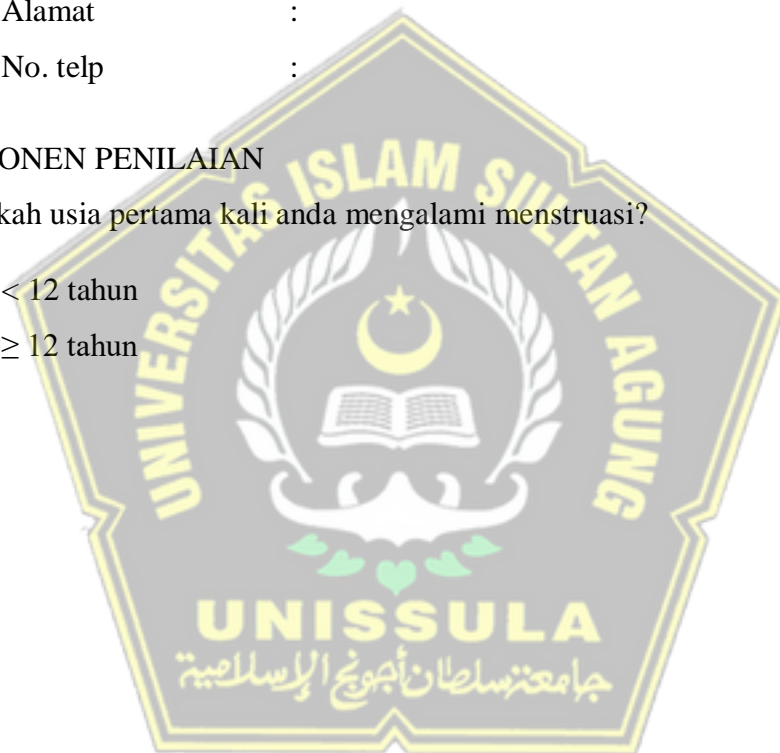 Alamat :
No. telp :
ONEN PENILAIAN
kah usia pertama kali anda mengalami menstruasi?
< 12 tahun
≥ 12 tahun
UNIVERSITAS ISLAM SULTAN AGUNG
UNISSULA
جامعة سلطان أجونج الإسلامية